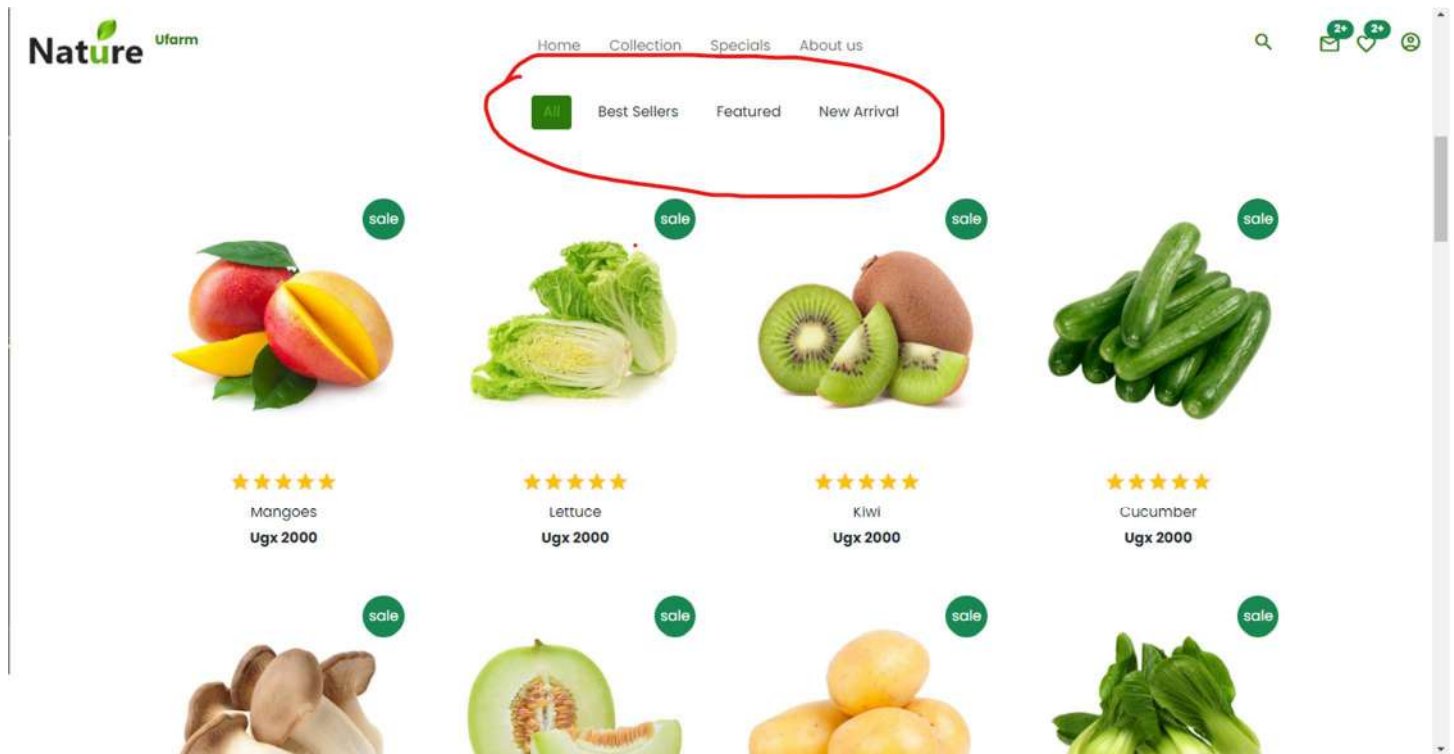 Nature Ufarm
Home Collection Specials About us
2+ 2+
All Best Sellers Featured New Arrival
sale sale sale sale
Mangoes Lettuce Kiwi Cucumber
Ugx 2000 Ugx 2000 Ugx 2000 Ugx 2000
sale sale sale sale